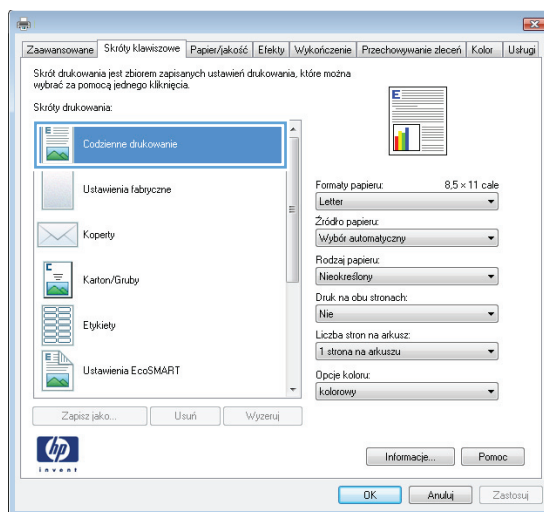 Zaawansowane Skróty klawiszowe Papier/jakość Efekty Wykończenie Przechowywanie zleceń Kolor Usługi
Skrót drukowania jest zbiorem zapisanych ustawień drukowania, które można
wybrać za pomocą jednego kliknięcia.
Skróty drukowania:
E
E
Codzienne drukowanie
Ustawienia fabryczne
Koperty
C
Karton/Gruby
Etykiety
E
Ustawienia EcoSMART
Formaty papieru: 8,5 × 11 cale
Letter
Źródło papieru:
Wybór automatyczny
Rodzaj papieru:
Nieokreślony
Druk na obu stronach:
Nie
Liczba stron na arkusz:
1 strona na arkuszu
Opcje koloru:
kolorowy
Zapisz jako... Usuń Wyzeruj
hp
invent
Informacje... Pomoc
OK Anuluj Zastosuj